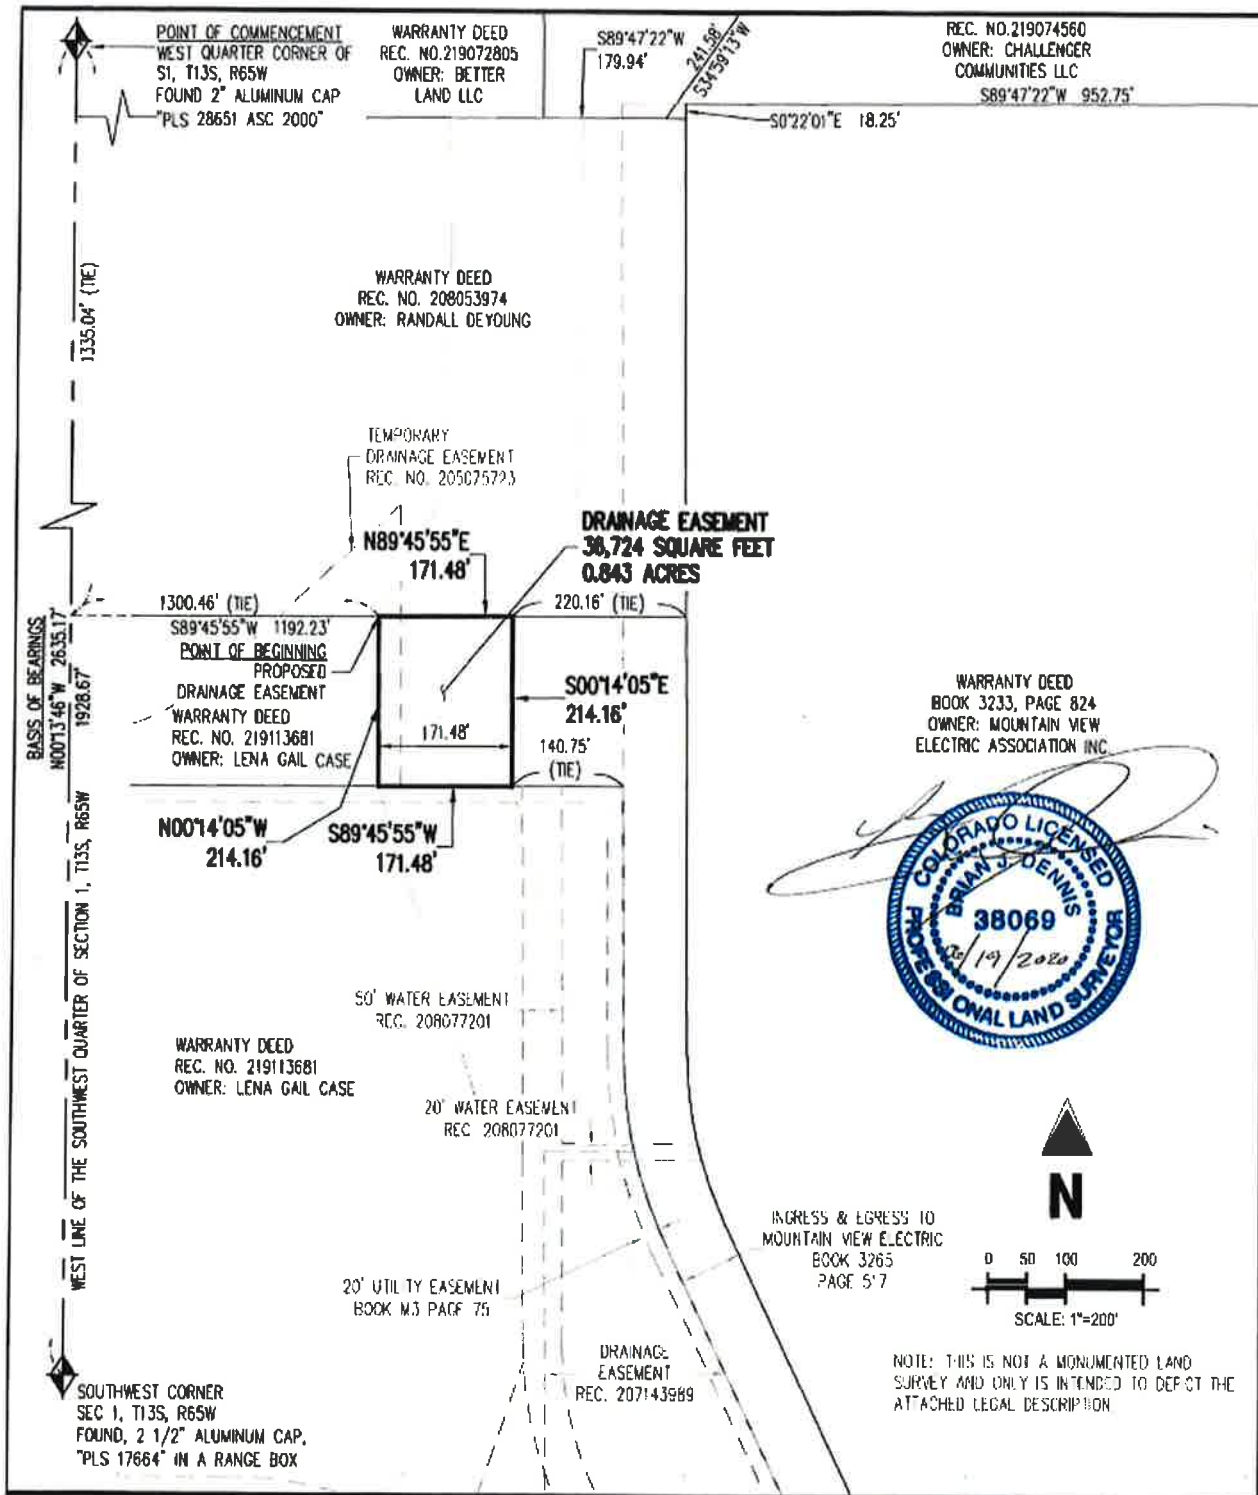 POINT OF COMMENCEMENT
WEST QUARTER CORNER OF
S1, T13S, R65W
FOUND 2" ALUMINUM CAP
"PLS 28651 ASC 2000"
WARRANTY DEED
REC. NO.219072805
OWNER: BETTER
LAND LLC
S89°47'22"W
179.94'
241.58'
S34°59'13"W
REC. NO.219074560
OWNER: CHALLENGER
COMMUNITIES LLC
S89°47'22"W 952.75'
S0°22'01"E 18.25'
1335.04' (TIE)
WARRANTY DEED
REC. NO. 208053974
OWNER: RANDALL DEYOUNG
TEMPORARY
DRAINAGE EASEMENT
REC. NO. 205075723
N89°45'55"E
171.48'
DRAINAGE EASEMENT
36,724 SQUARE FEET
0.843 ACRES
1300.46' (TIE)
220.16' (TIE)
S89°45'55"W 1192.23'
POINT OF BEGINNING
PROPOSED
DRAINAGE EASEMENT
WARRANTY DEED
REC. NO. 219113681
OWNER: LENA GAIL CASE
BASIS OF BEARINGS
N00°13'46"W 2635.17'
1928.67'
171.48'
S00°14'05"E
214.16'
140.75'
(TIE)
N00°14'05"W
214.16'
S89°45'55"W
171.48'
WARRANTY DEED
BOOK 3233, PAGE 824
OWNER: MOUNTAIN VIEW
ELECTRIC ASSOCIATION INC
COLORADO LICENSED
BRIAN J. DENNIS
38069
/19/2020
PROFESSIONAL LAND SURVEYOR
WEST LINE OF THE SOUTHWEST QUARTER OF SECTION 1, T13S, R65W
50' WATER EASEMENT
REC. 208077201
WARRANTY DEED
REC. NO. 219113681
OWNER: LENA GAIL CASE
20' WATER EASEMENT
REC 208077201
N
INGRESS & EGRESS TO
MOUNTAIN VIEW ELECTRIC
BOOK 3265
PAGE 517
0 50 100 200
SCALE: 1"=200'
20' UTILITY EASEMENT
BOOK M3 PAGE 75
DRAINAGE
EASEMENT
REC. 207143989
NOTE: THIS IS NOT A MONUMENTED LAND
SURVEY AND ONLY IS INTENDED TO DEPICT THE
ATTACHED LEGAL DESCRIPTION
SOUTHWEST CORNER
SEC 1, T13S, R65W
FOUND, 2 1/2" ALUMINUM CAP,
"PLS 17664" IN A RANGE BOX